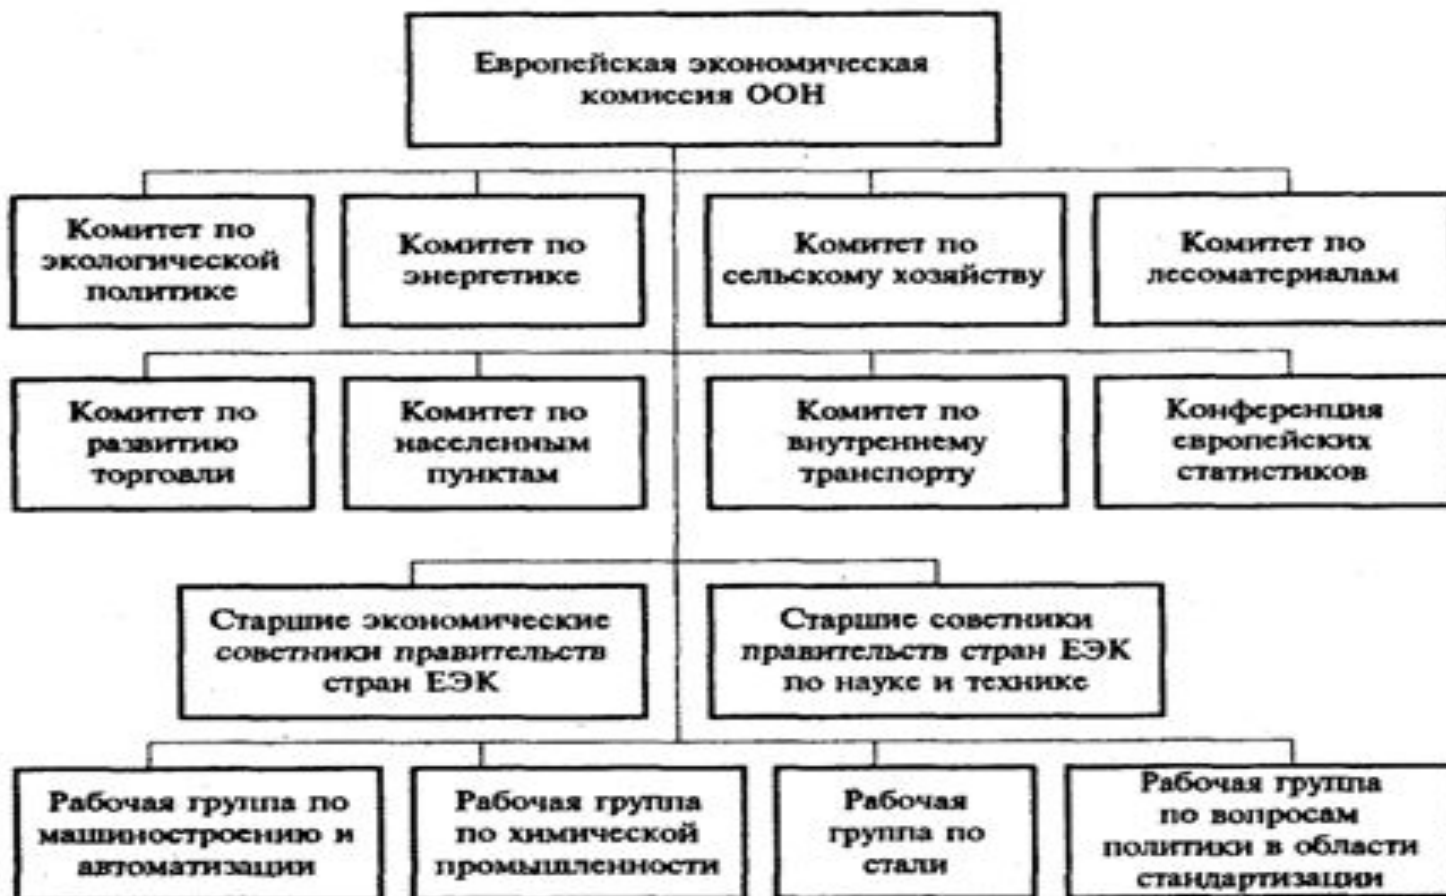 Европейская экономическая
комиссия ООН
Комитет по
экологической
политике
Комитет по
энергетике
Комитет по
сельскому хозяйству
Комитет по
лесоматериалам
Комитет по
развитию
торговли
Комитет по
населенным
пунктам
Комитет по
внутреннему
транспорту
Конференция
европейских
статистиков
Старшие экономические
советники правительств
стран ЕЭК
Старшие советники
правительств стран ЕЭК
по науке и технике
Рабочая группа по
машиностроению и
автоматизации
Рабочая группа
по химической
промышленности
Рабочая
группа по
стали
Рабочая группа
по вопросам
политики в области
стандартизации